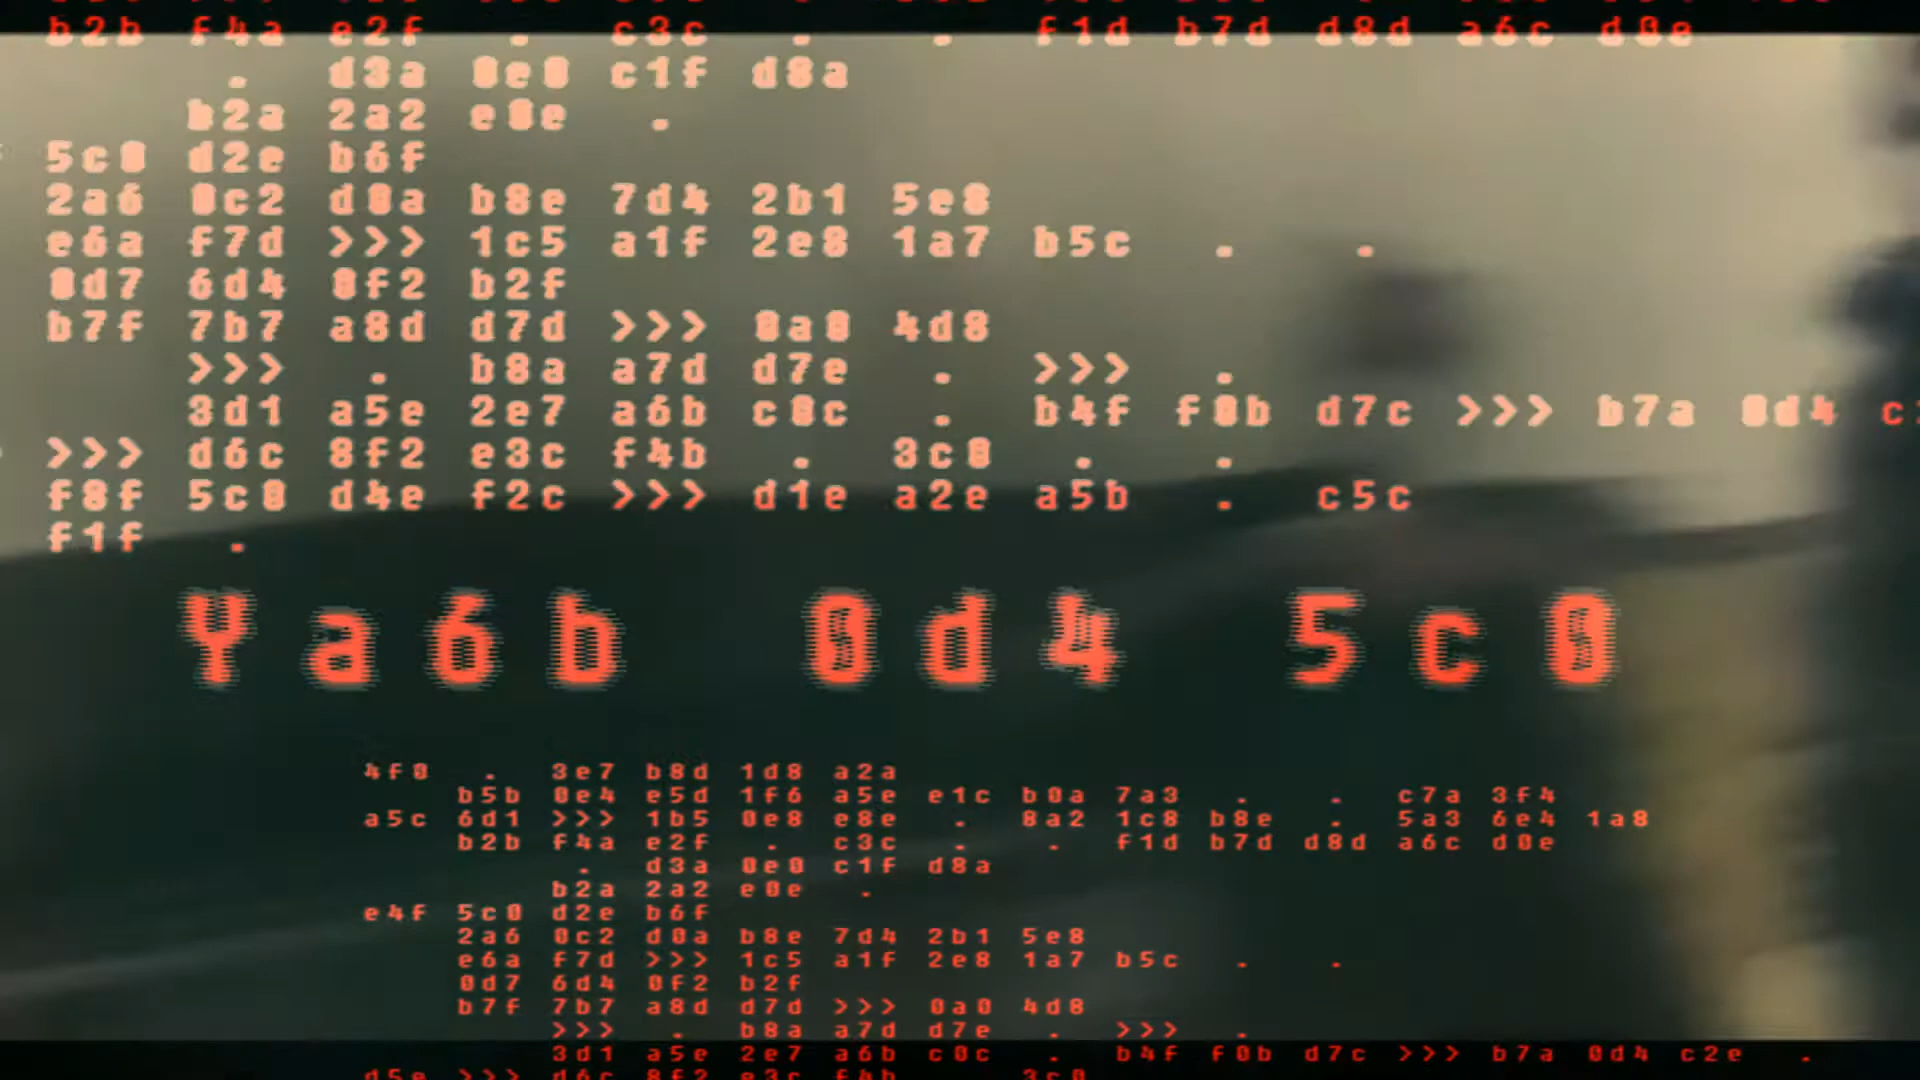 b2b f4a e2f . c3c . . f1d b7d d8d a6c d0e
. d3a 0e0 c1f d8a
b2a 2a2 e0e .
5c0 d2e b6f
2a6 0c2 d0a b8e 7d4 2b1 5e8
e6a f7d >>> 1c5 a1f 2e8 1a7 b5c . .
0d7 6d4 0f2 b2f
b7f 7b7 a8d d7d >>> 0a0 4d8
>>> . b8a a7d d7e . >>> .
3d1 a5e 2e7 a6b c0c . b4f f0b d7c >>> b7a 0d4
>>> d6c 8f2 e3c f4b . 3c0 . .
f8f 5c0 d4e f2c >>> d1e a2e a5b . c5c
f1f .
Ya6b 0d4 5c0
4f0 . 3e7 b8d 1d8 a2a
b5b 0e4 e5d 1f6 a5e e1c b0a 7a3 . . c7a 3f4
a5c 6d1 >>> 1b5 0e8 e8e . 8a2 1c8 b8e . 5a3 6e4 1a8
b2b f4a e2f . c3c . . f1d b7d d8d a6c d0e
. d3a 0e0 c1f d8a
b2a 2a2 e0e .
e4f 5c0 d2e b6f
2a6 0c2 d0a b8e 7d4 2b1 5e8
e6a f7d >>> 1c5 a1f 2e8 1a7 b5c . .
0d7 6d4 0f2 b2f
b7f 7b7 a8d d7d >>> 0a0 4d8
>>> . b8a a7d d7e . >>> .
3d1 a5e 2e7 a6b c0c . b4f f0b d7c >>> b7a 0d4 c2e .
d5e >>> d6c 8f2 e3c f4b 3c0